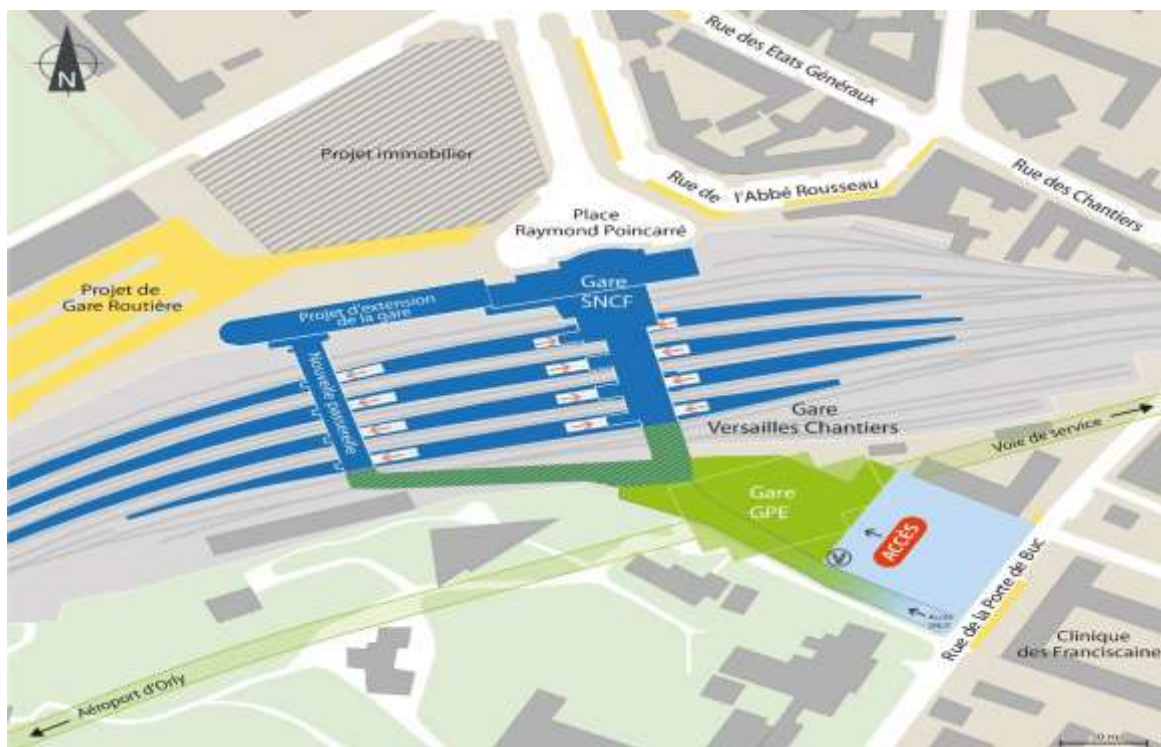 N
Rue des Etats Généraux
Projet immobilier
Rue de l'Abbé Rousseau
Rue des Chantiers
Place
Raymond Poincarré
Projet de
Gare Routière
Gare
SNCF
Projet d'extension
de la gare
Nouvelle passerelle
Gare
Versailles Chantiers
Voie de service
Gare
GPE
ACCÈS
Rue de la Porte de Buc
Clinique
des Franciscaine
Aéroport d'Orly